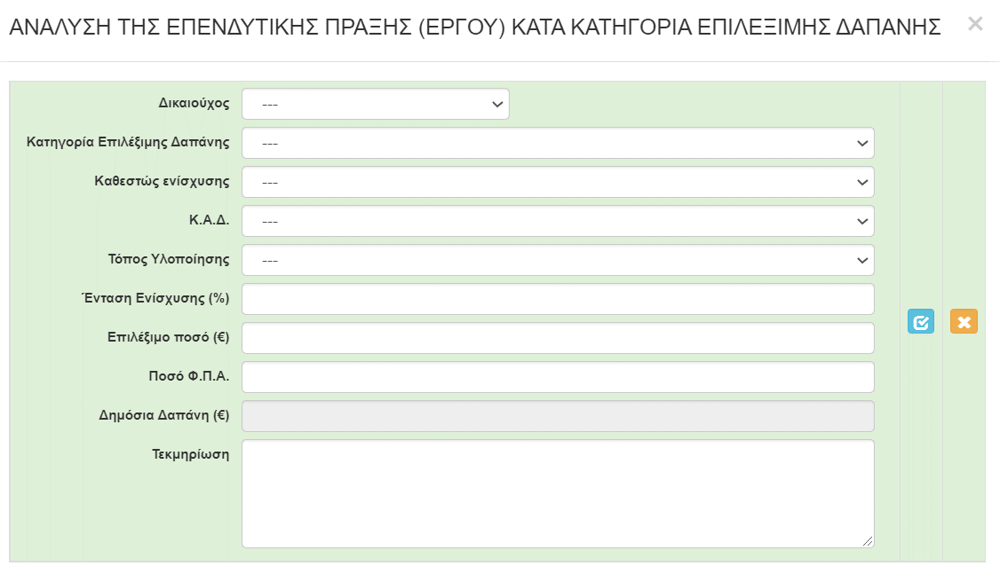 ΑΝΑΛΥΣΗ ΤΗΣ ΕΠΕΝΔΥΤΙΚΗΣ ΠΡΑΞΗΣ (ΕΡΓΟΥ) ΚΑΤΑ ΚΑΤΗΓΟΡΙΑ ΕΠΙΛΕΞΙΜΗΣ ΔΑΠΑΝΗΣ ×
Δικαιούχος ---
Κατηγορία Επιλέξιμης Δαπάνης ---
Καθεστώς ενίσχυσης ---
Κ.Α.Δ. ---
Τόπος Υλοποίησης ---
Ένταση Ενίσχυσης (%)
Επιλέξιμο ποσό (€)
Ποσό Φ.Π.Α.
Δημόσια Δαπάνη (€)
Τεκμηρίωση